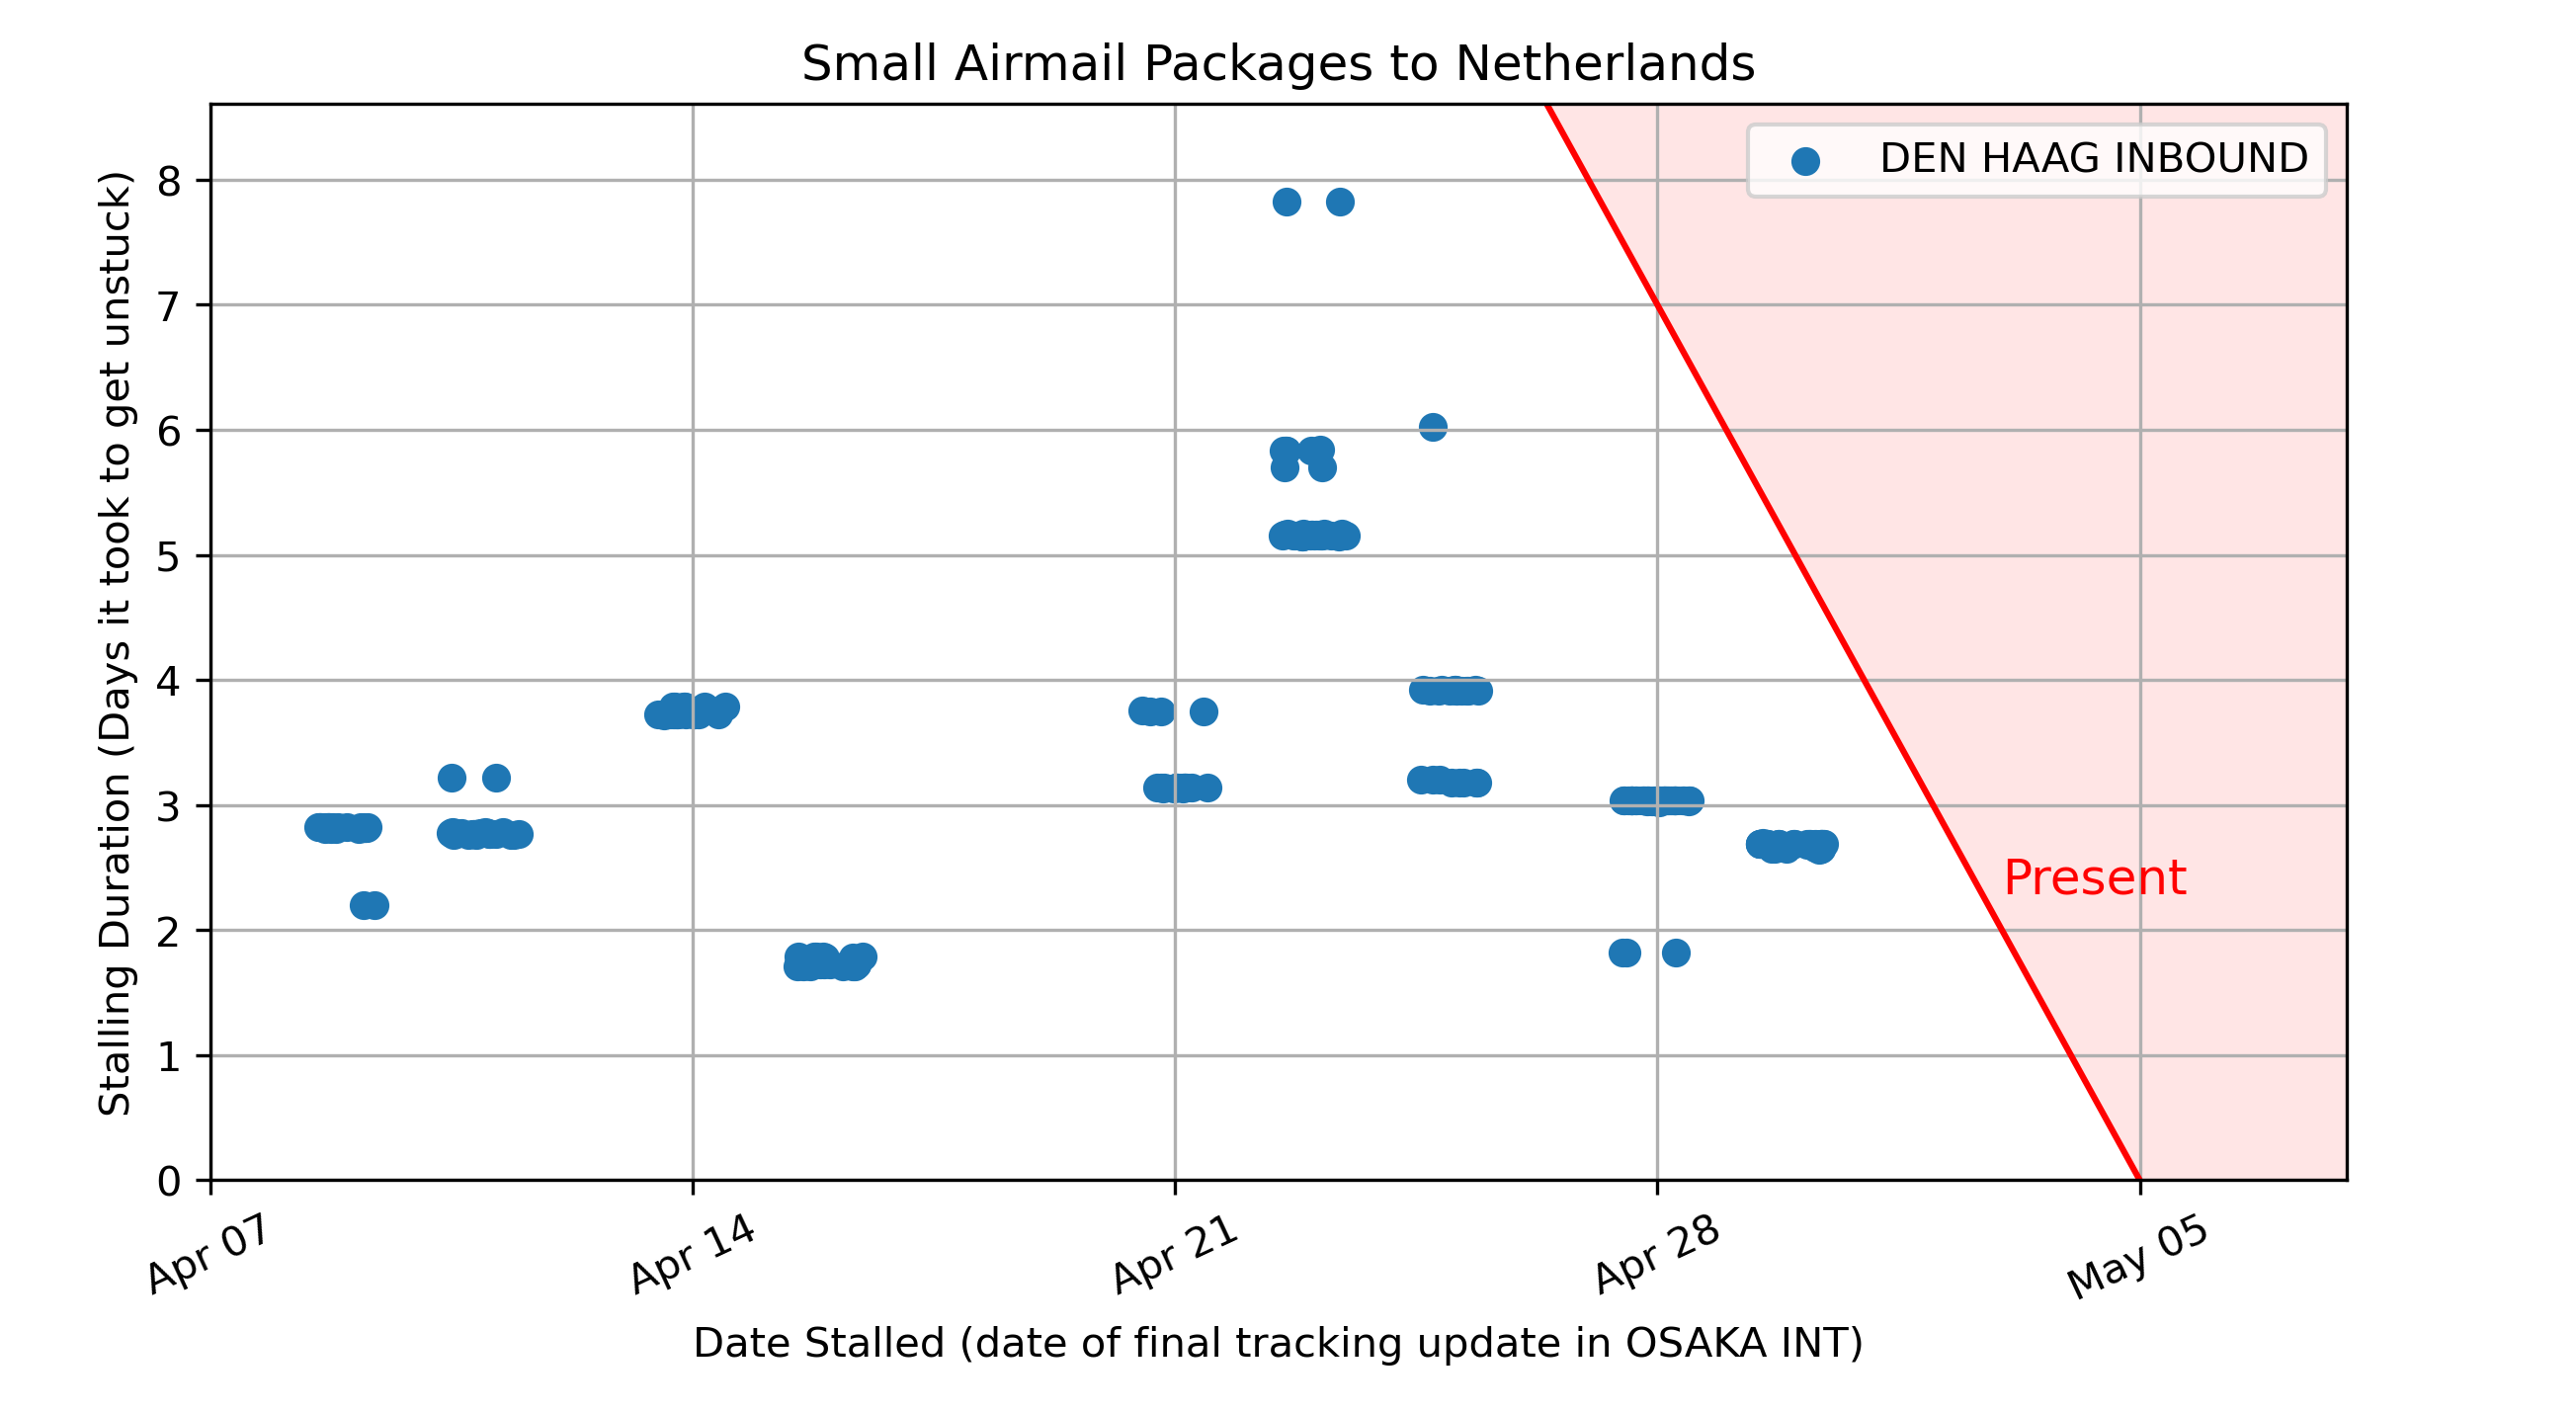 Small Airmail Packages to Netherlands
DEN HAAG INBOUND
Stalling Duration (Days it took to get unstuck)
8
7
6
5
4
3
2
1
0
Present
Apr 07
Apr 14
Apr 21
Apr 28
May 05
Date Stalled (date of final tracking update in OSAKA INT)